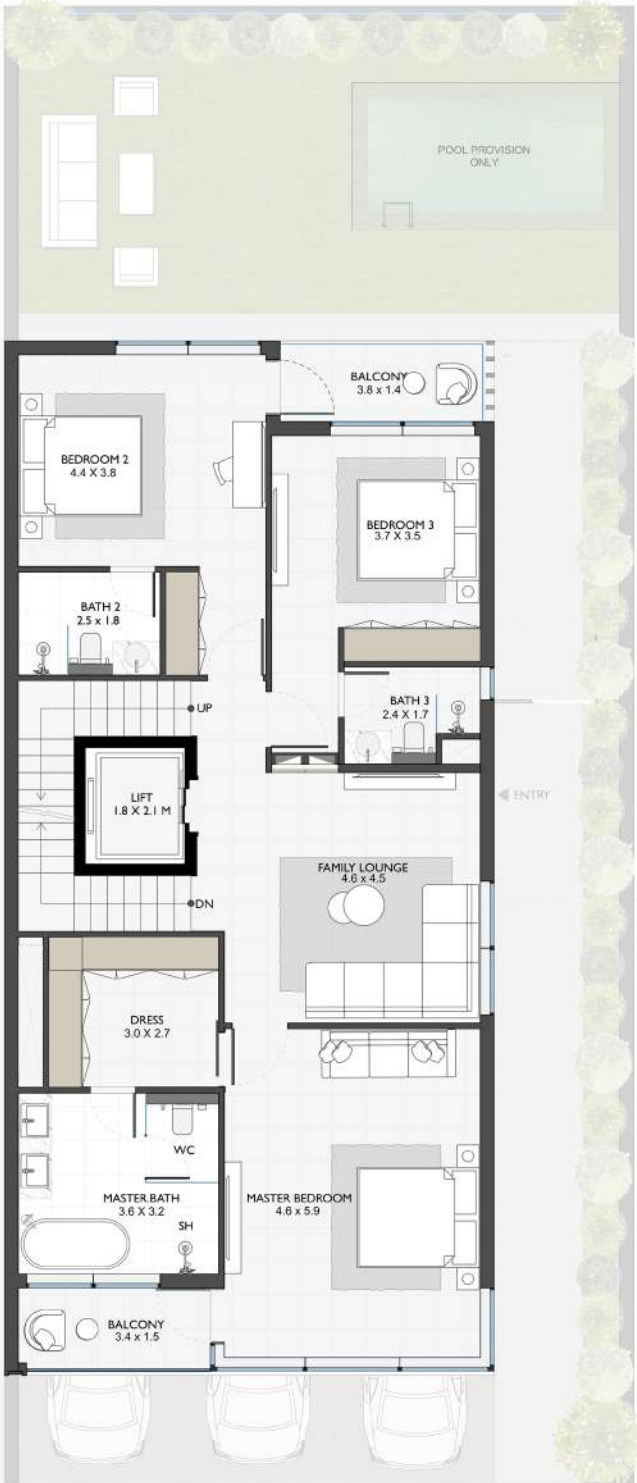 POOL PROVISION
ONLY
BALCONY
3.8 x 1.4
BEDROOM 2
4.4 X 3.8
BEDROOM 3
3.7 X 3.5
BATH 2
2.5 x 1.8
BATH 3
2.4 X 1.7
UP
LIFT
1.8 X 2.1 M
ENTRY
FAMILY LOUNGE
4.6 x 4.5
DN
DRESS
3.0 X 2.7
WC
MASTER BATH
3.6 X 3.2
MASTER BEDROOM
4.6 x 5.9
SH
BALCONY
3.4 x 1.5